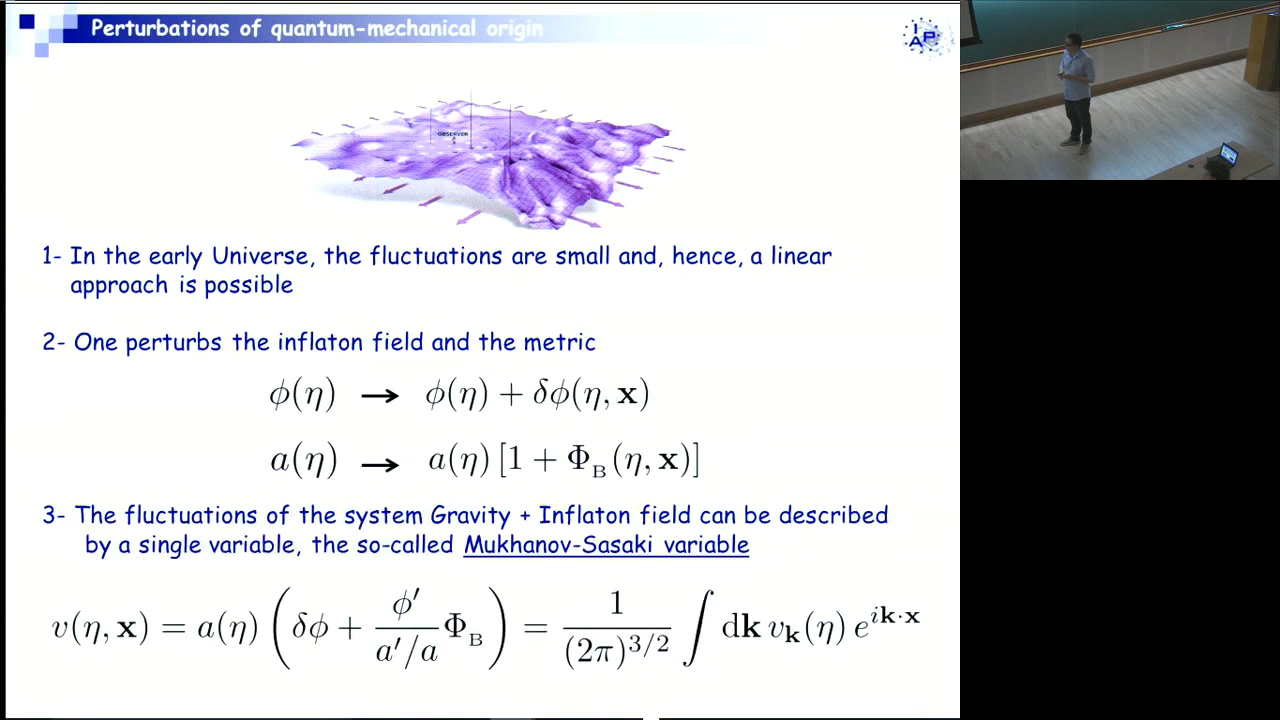 Perturbations of quantum-mechanical origin
IAP
OBSERVER
1- In the early Universe, the fluctuations are small and, hence, a linear
approach is possible
2- One perturbs the inflaton field and the metric
ϕ(η) → ϕ(η) + δϕ(η, x)
a(η) → a(η) [1 + Φ_B(η, x)]
3- The fluctuations of the system Gravity + Inflaton field can be described
by a single variable, the so-called Mukhanov-Sasaki variable
v(η, x) = a(η) (δϕ + ϕ′/(a′/a) Φ_B) = 1/(2π)^{3/2} ∫ dk v_k(η) e^{ik·x}